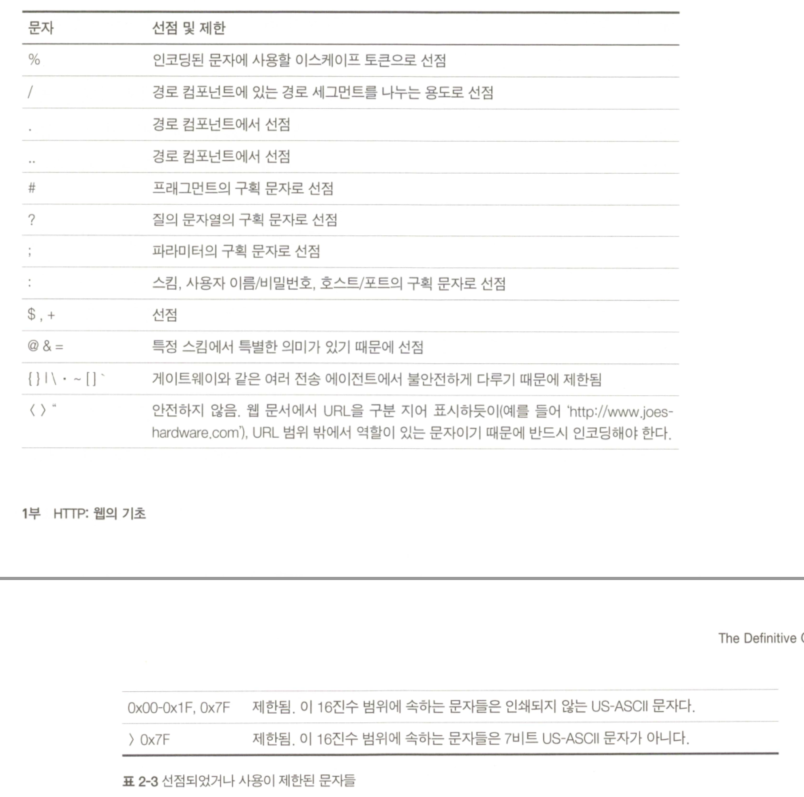 문자 선점 및 제한
% 인코딩된 문자에 사용할 이스케이프 토큰으로 선점
/ 경로 컴포넌트에 있는 경로 세그먼트를 나누는 용도로 선점
. 경로 컴포넌트에서 선점
.. 경로 컴포넌트에서 선점
# 프래그먼트의 구획 문자로 선점
? 질의 문자열의 구획 문자로 선점
; 파라미터의 구획 문자로 선점
: 스킴, 사용자 이름/비밀번호, 호스트/포트의 구획 문자로 선점
$ , + 선점
@ & = 특정 스킴에서 특별한 의미가 있기 때문에 선점
{ } | \ • ~ [ ] ` 게이트웨이와 같은 여러 전송 에이전트에서 불안전하게 다루기 때문에 제한됨
〈 〉 " 안전하지 않음. 웹 문서에서 URL을 구분 지어 표시하듯이(예를 들어 'http://www.joes-
hardware.com'), URL 범위 밖에서 역할이 있는 문자이기 때문에 반드시 인코딩해야 한다.
1부 HTTP: 웹의 기초
The Definitive
0x00-0x1F, 0x7F 제한됨. 이 16진수 범위에 속하는 문자들은 인쇄되지 않는 US-ASCII 문자다.
〉 0x7F 제한됨. 이 16진수 범위에 속하는 문자들은 7비트 US-ASCII 문자가 아니다.
표 2-3 선점되었거나 사용이 제한된 문자들